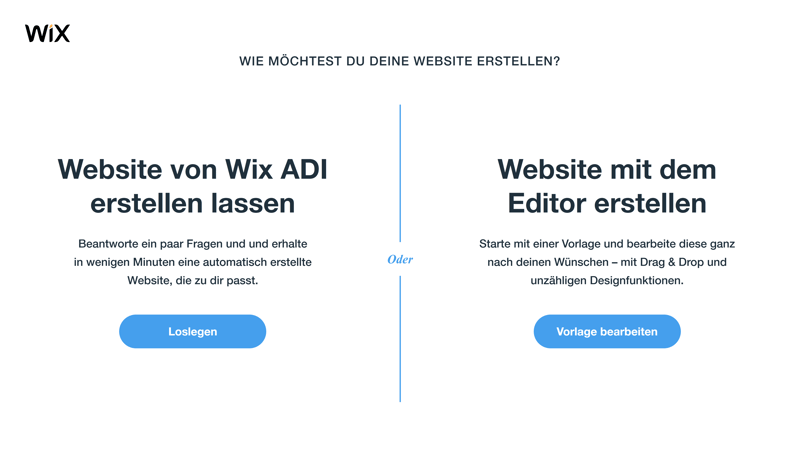 WiX
WIE MÖCHTEST DU DEINE WEBSITE ERSTELLEN?
Website von Wix ADI
erstellen lassen
Beantworte ein paar Fragen und und erhalte
in wenigen Minuten eine automatisch erstellte
Website, die zu dir passt.
Loslegen
Oder
Website mit dem
Editor erstellen
Starte mit einer Vorlage und bearbeite diese ganz
nach deinen Wünschen – mit Drag & Drop und
unzähligen Designfunktionen.
Vorlage bearbeiten